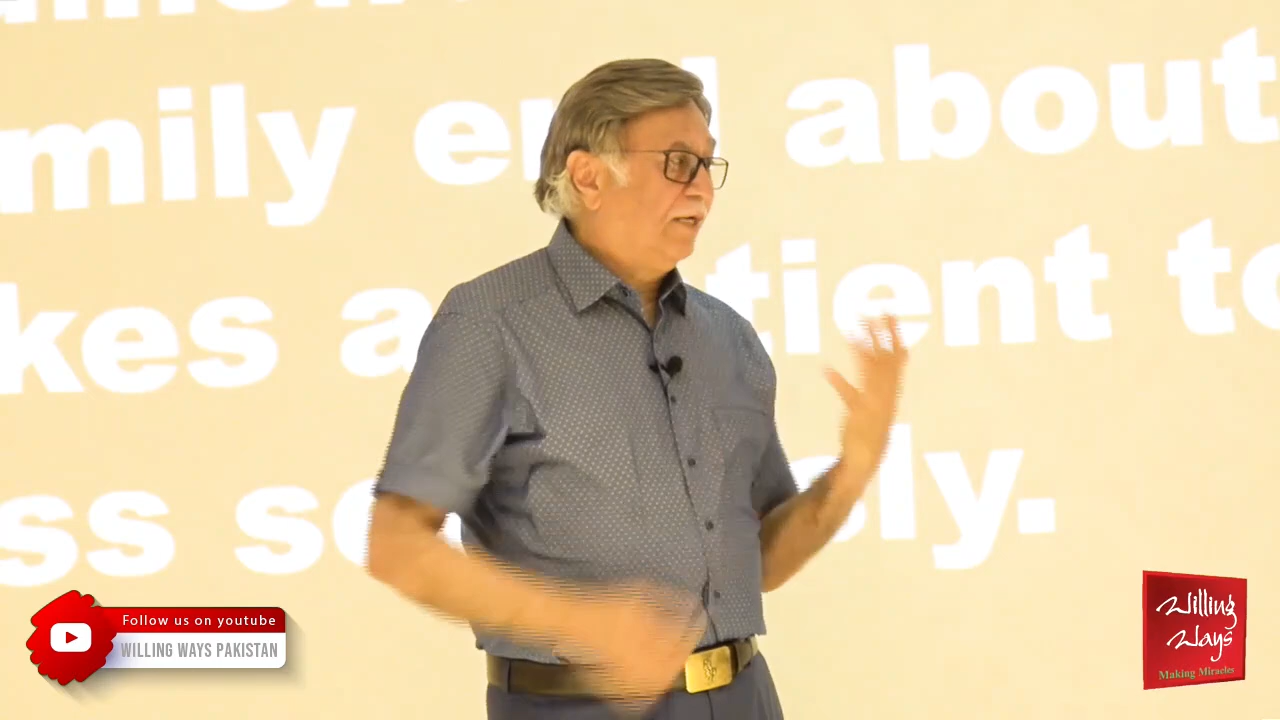 mily about
kes a tient to
ss ly.
Follow us on youtube
WILLING WAYS PAKISTAN
Willing
Ways
Making Miracles